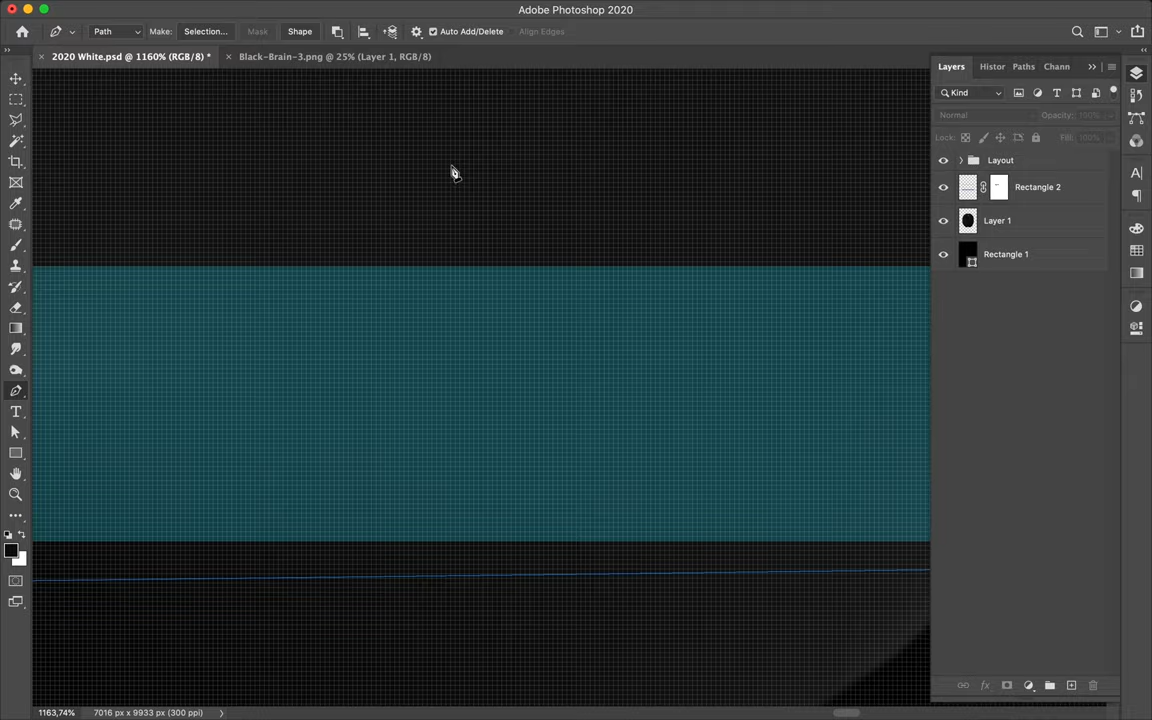 Adobe Photoshop 2020
Path
Make:
Selection...
Mask
Shape
Auto Add/Delete
Align Edges
2020 White.psd @ 1160% (RGB/8) *
Black-Brain-3.png @ 25% (Layer 1, RGB/8)
Layers
Histor
Paths
Chann
Kind
Normal
Opacity: 100%
Lock:
Fill: 100%
Layout
Rectangle 2
Layer 1
Rectangle 1
1163,74%
7016 px x 9933 px (300 ppi)